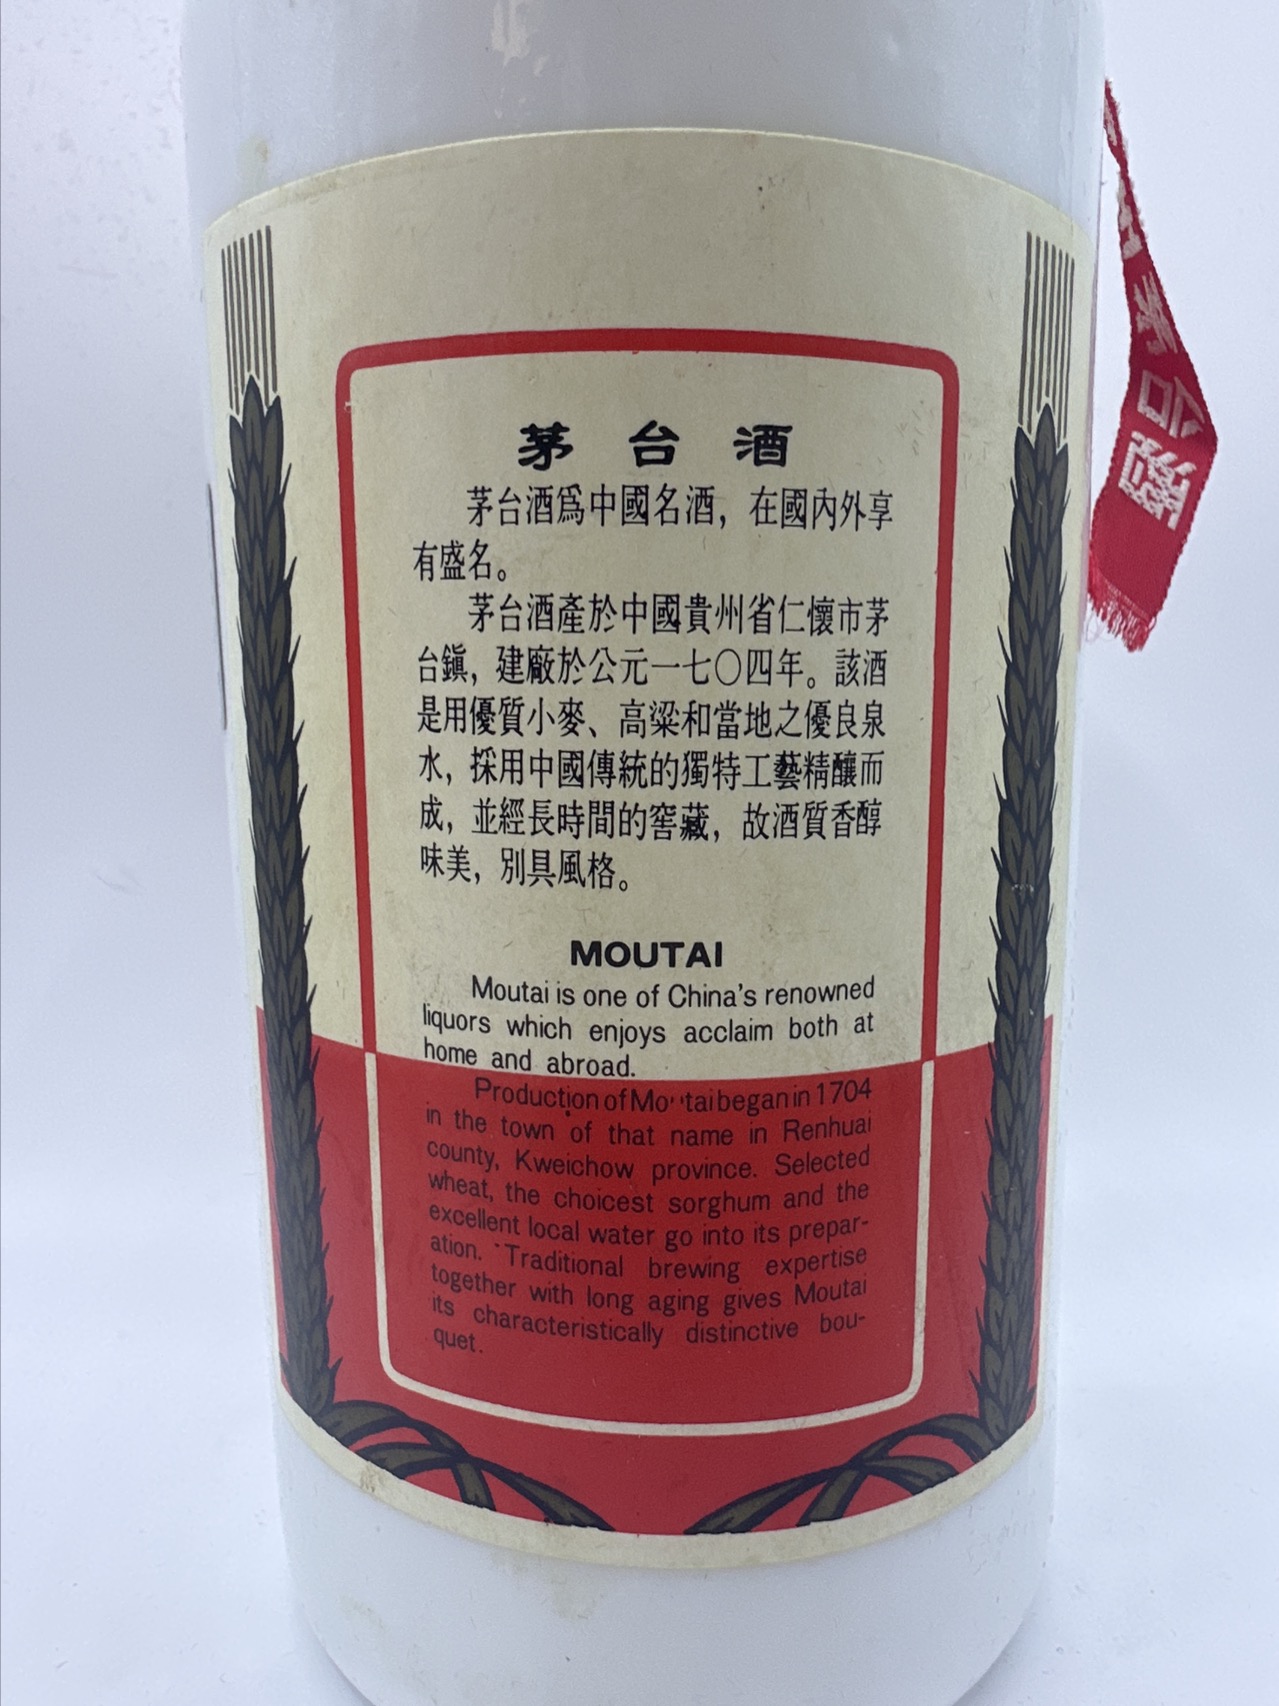 茅台酒
茅台酒爲中國名酒，在國內外享
有盛名。
茅台酒產於中國貴州省仁懷市茅
台鎭，建廠於公元一七〇四年。該酒
是用優質小麥、高粱和當地之優良泉
水，採用中國傳統的獨特工藝精釀而
成，並經長時間的窖藏，故酒質香醇
味美，別具風格。
MOUTAI
Moutai is one of China's renowned
liquors which enjoys acclaim both at
home and abroad.
Production of Moutai began in 1704
in the town of that name in Renhuai
county, Kweichow province. Selected
wheat, the choicest sorghum and the
excellent local water go into its prepar-
ation. Traditional brewing expertise
together with long aging gives Moutai
its characteristically distinctive bou-
quet.